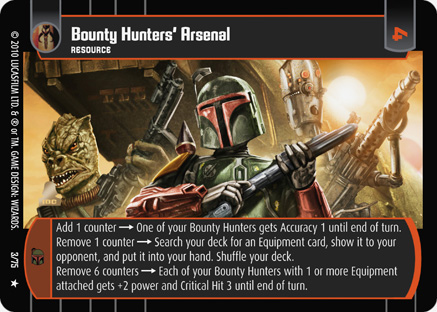 Bounty Hunters' Arsenal
RESOURCE
4
Add 1 counter → One of your Bounty Hunters gets Accuracy 1 until end of turn.
Remove 1 counter → Search your deck for an Equipment card, show it to your
opponent, and put it into your hand. Shuffle your deck.
Remove 6 counters → Each of your Bounty Hunters with 1 or more Equipment
attached gets +2 power and Critical Hit 3 until end of turn.
© 2010 LUCASFILM LTD. & ® or TM. GAME DESIGN: WIZARDS.
3/75 ★